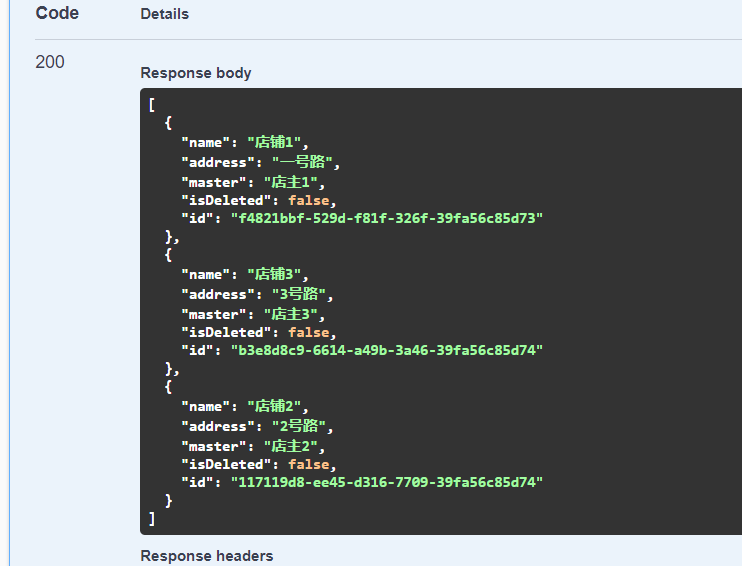 Code Details
200
Response body
[
  {
    "name": "店铺1",
    "address": "一号路",
    "master": "店主1",
    "isDeleted": false,
    "id": "f4821bbf-529d-f81f-326f-39fa56c85d73"
  },
  {
    "name": "店铺3",
    "address": "3号路",
    "master": "店主3",
    "isDeleted": false,
    "id": "b3e8d8c9-6614-a49b-3a46-39fa56c85d74"
  },
  {
    "name": "店铺2",
    "address": "2号路",
    "master": "店主2",
    "isDeleted": false,
    "id": "117119d8-ee45-d316-7709-39fa56c85d74"
  }
]
Response headers